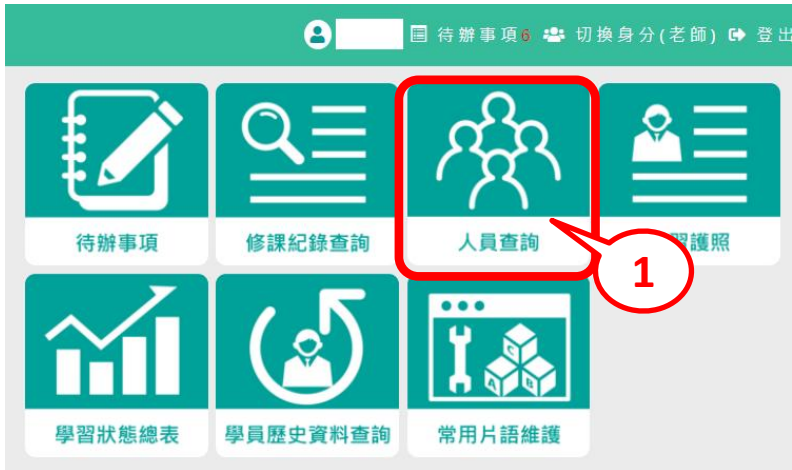 待辦事項6 切換身分(老師) 登出
待辦事項 修課紀錄查詢 人員查詢 習護照
1
C
A B
學習狀態總表 學員歷史資料查詢 常用片語維護